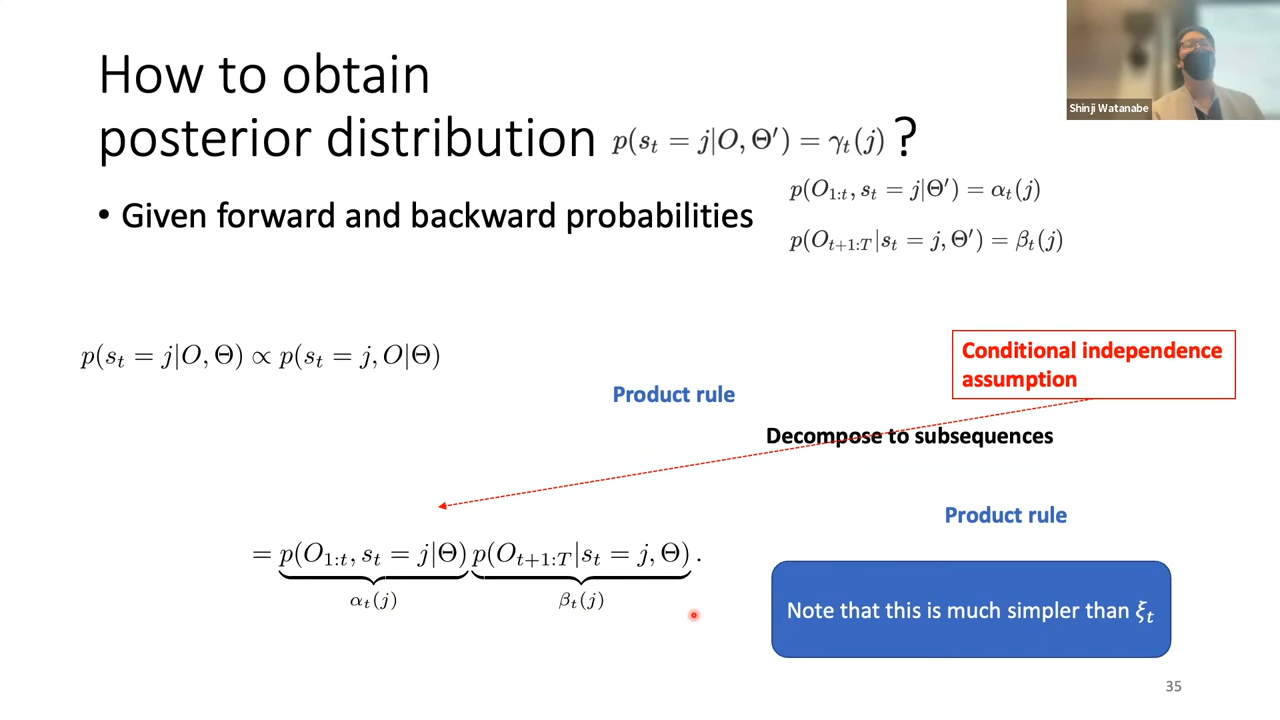 How to obtain
posterior distribution p(s_t = j|O, Θ′) = γ_t(j) ?
Shinji Watanabe
• Given forward and backward probabilities
p(O_{1:t}, s_t = j|Θ′) = α_t(j)
p(O_{t+1:T}|s_t = j, Θ′) = β_t(j)
p(s_t = j|O, Θ) ∝ p(s_t = j, O|Θ)
Conditional independence
assumption
Product rule
Decompose to subsequences
Product rule
= p(O_{1:t}, s_t = j|Θ) p(O_{t+1:T}|s_t = j, Θ) .
α_t(j) β_t(j)
Note that this is much simpler than ξ_t
35